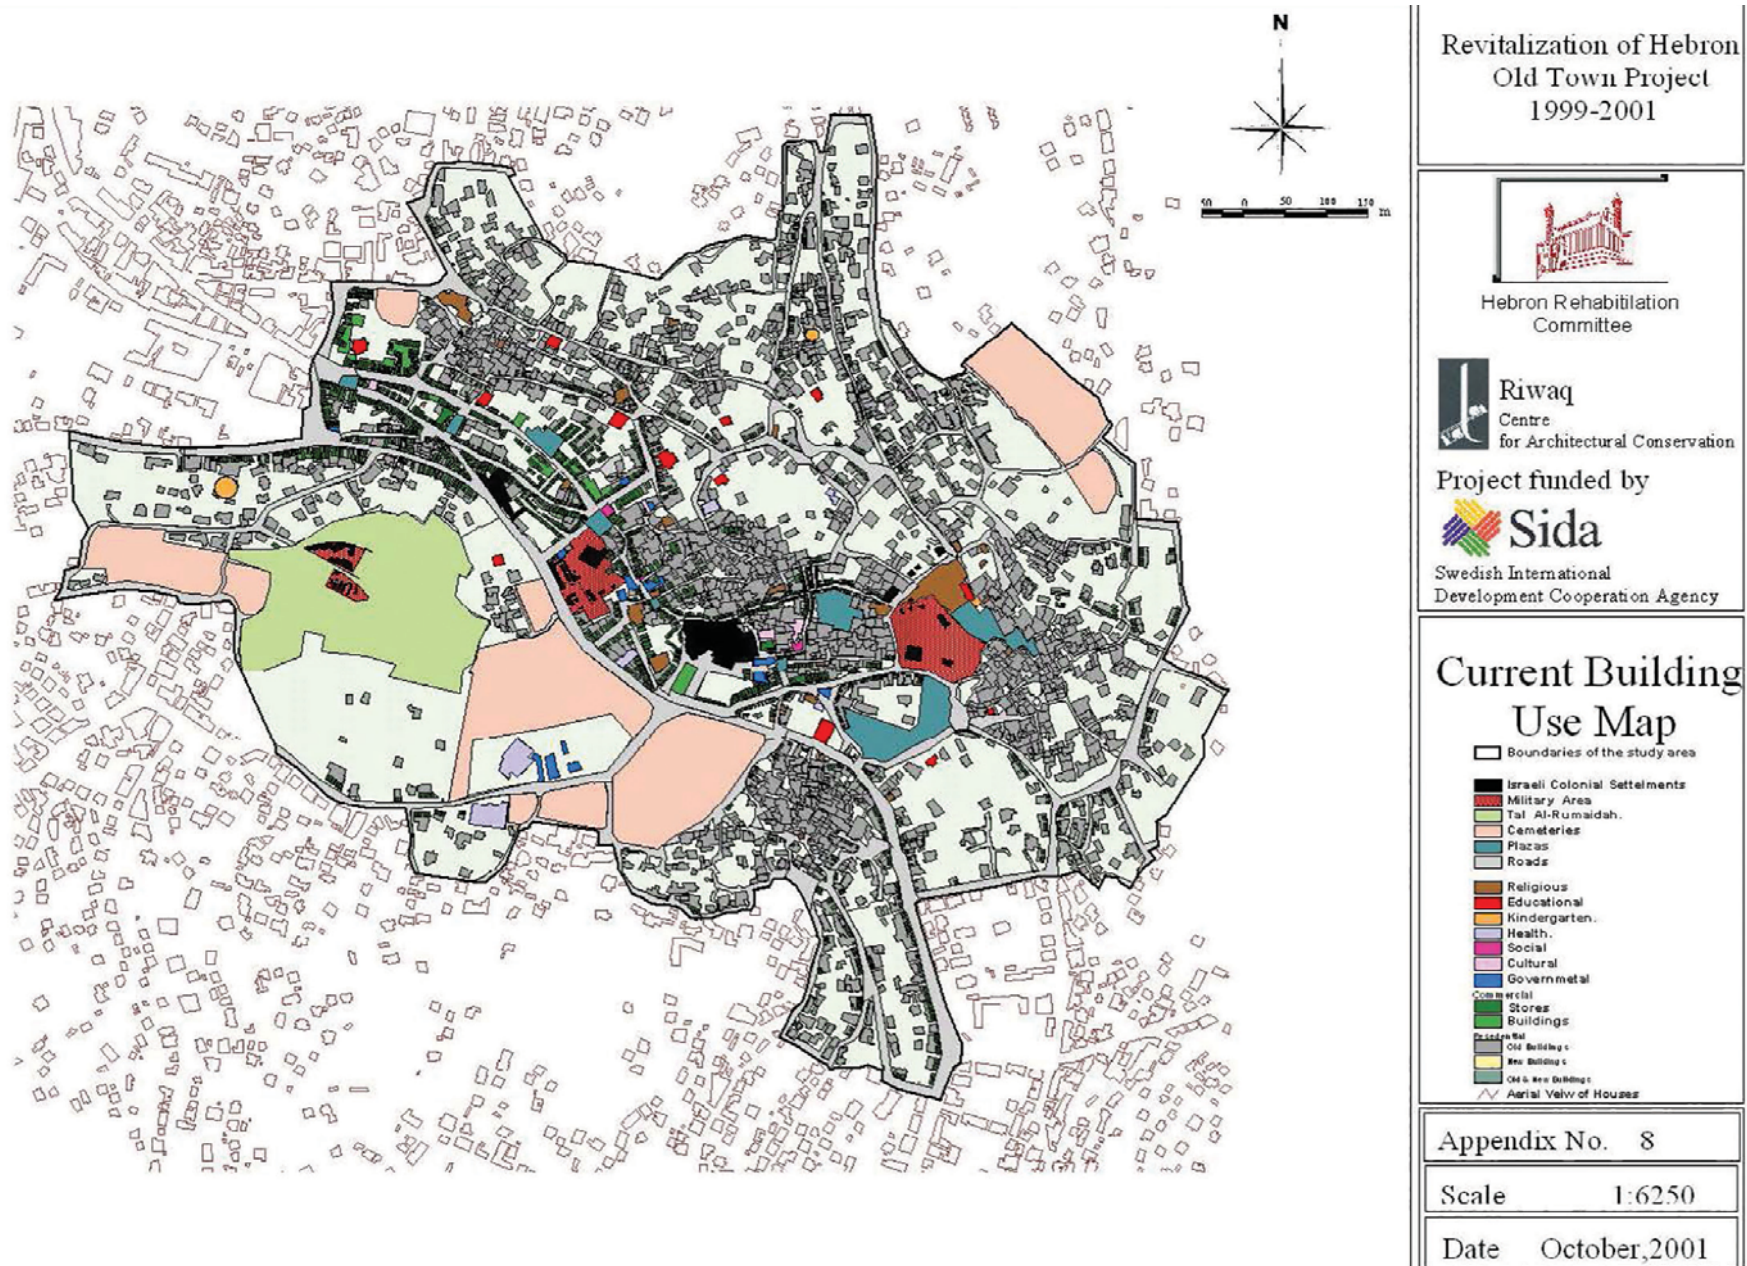 N
50 0 50 100 150 m
Revitalization of Hebron
Old Town Project
1999-2001
Hebron Rehabitilation
Committee
Riwaq
Centre
for Architectural Conservation
Project funded by
Sida
Swedish International
Development Cooperation Agency
Current Building
Use Map
Boundaries of the study area
Israeli Colonial Settelments
Military Area
Tal Al-Rumaidah.
Cemeteries
Plazas
Roads
Religious
Educational
Kindergarten.
Health.
Social
Cultural
Governmetal
Commercial
Stores
Buildings
Residential
Old Buildings
New Buildings
Old & New Buildings
Aerial Veiw of Houses
Appendix No. 8
Scale 1:6250
Date October,2001